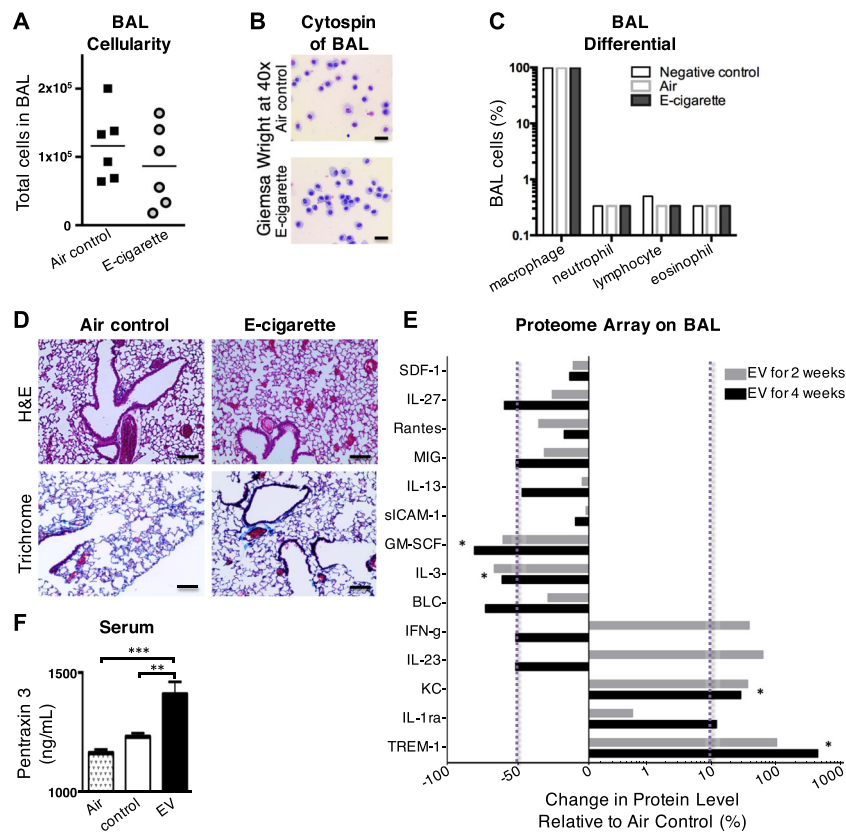 A
BAL
Cellularity
Total cells in BAL
2x10⁵
1x10⁵
0
Air control
E-cigarette
B
Cytospin
of BAL
Giemsa Wright at 40x
Air control
E-cigarette
C
BAL
Differential
BAL cells (%)
100
10
1
0.1
Negative control
Air
E-cigarette
macrophage
neutrophil
lymphocyte
eosinophil
D
Air control
E-cigarette
H&E
Trichrome
E
Proteome Array on BAL
EV for 2 weeks
EV for 4 weeks
SDF-1
IL-27
Rantes
MIG
IL-13
sICAM-1
GM-SCF
*
IL-3
*
BLC
IFN-g
IL-23
KC
*
IL-1ra
TREM-1
*
-100
-50
0
1
10
100
1000
Change in Protein Level
Relative to Air Control (%)
F
Serum
***
**
Pentraxin 3
(ng/mL)
1500
1000
Air
control
EV